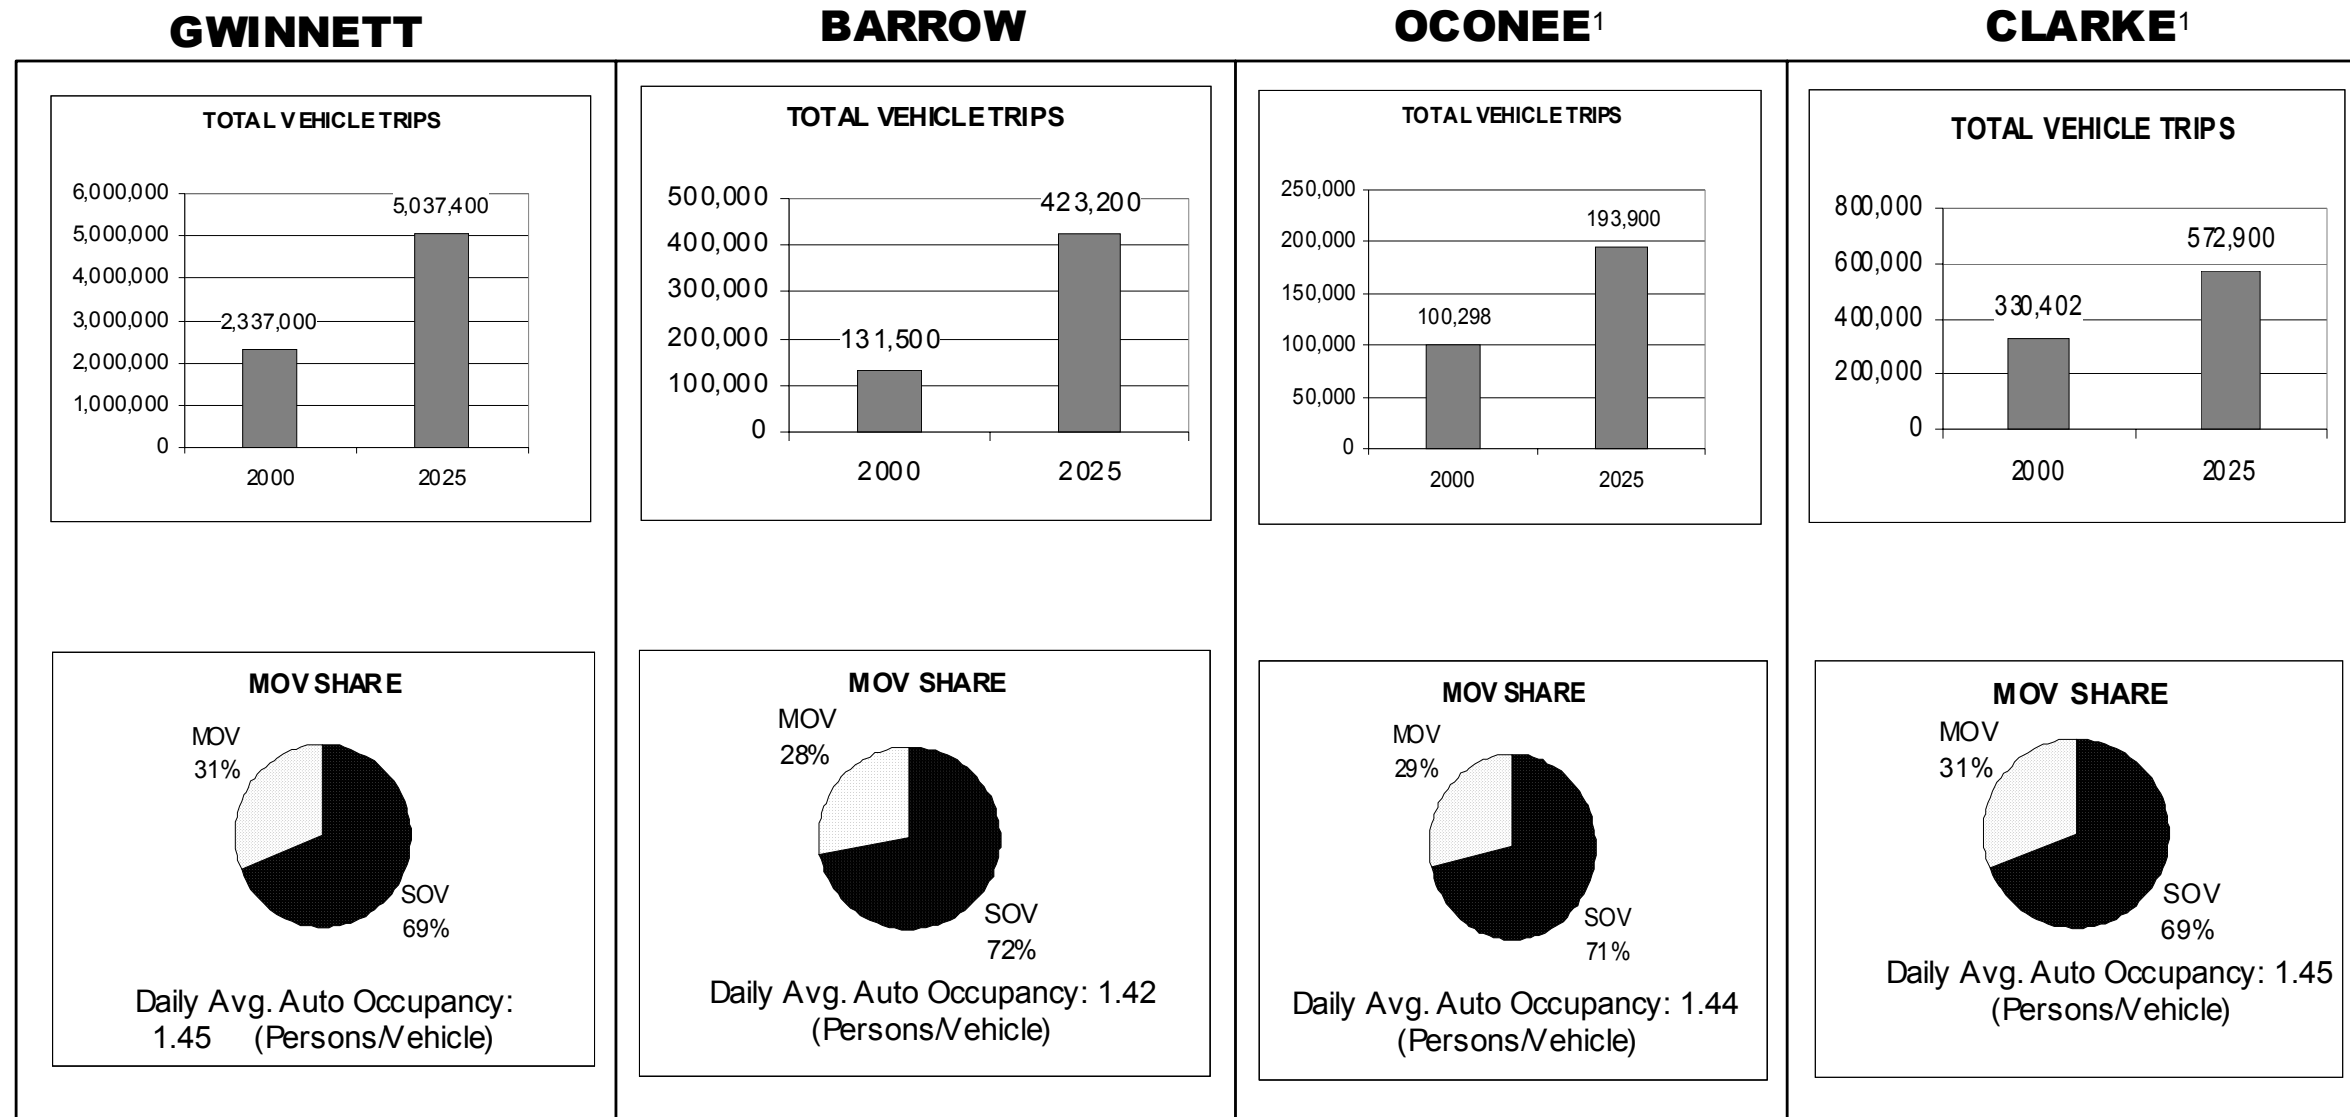 GWINNETT
BARROW
OCONEE¹
CLARKE¹
TOTAL VEHICLE TRIPS
6,000,000
5,000,000
4,000,000
3,000,000
2,000,000
1,000,000
0
2,337,000
5,037,400
2000
2025
TOTAL VEHICLE TRIPS
500,000
400,000
300,000
200,000
100,000
0
131,500
423,200
2000
2025
TOTAL VEHICLE TRIPS
250,000
200,000
150,000
100,000
50,000
0
100,298
193,900
2000
2025
TOTAL VEHICLE TRIPS
800,000
600,000
400,000
200,000
0
330,402
572,900
2000
2025
MOV SHARE
MOV
31%
SOV
69%
Daily Avg. Auto Occupancy:
1.45 (Persons/Vehicle)
MOV SHARE
MOV
28%
SOV
72%
Daily Avg. Auto Occupancy: 1.42
(Persons/Vehicle)
MOV SHARE
MOV
29%
SOV
71%
Daily Avg. Auto Occupancy: 1.44
(Persons/Vehicle)
MOV SHARE
MOV
31%
SOV
69%
Daily Avg. Auto Occupancy: 1.45
(Persons/Vehicle)